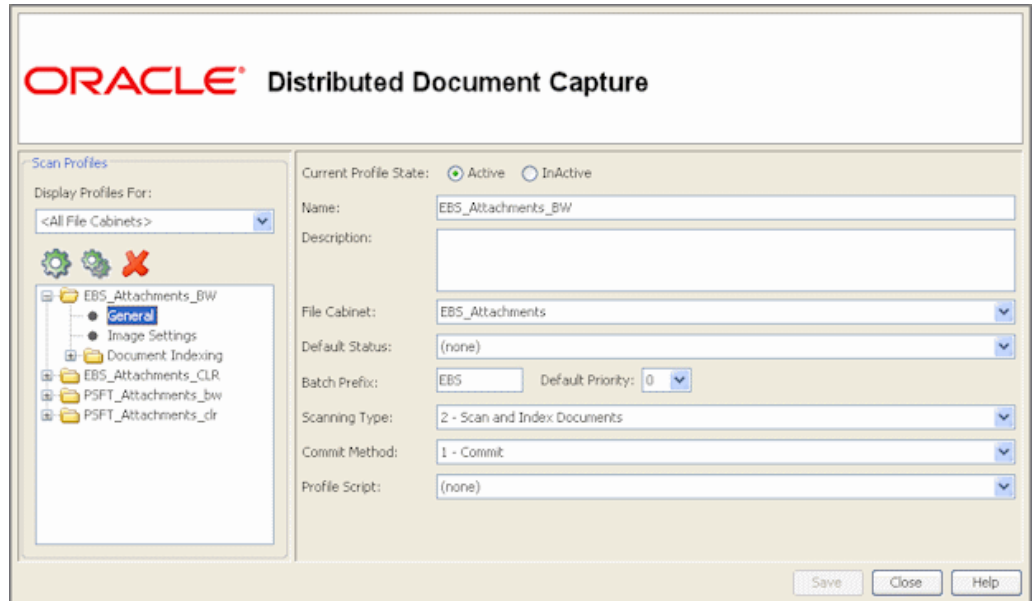 ORACLE® Distributed Document Capture
Scan Profiles
Display Profiles For:
<All File Cabinets>
EBS_Attachments_BW
General
Image Settings
Document Indexing
EBS_Attachments_CLR
PSFT_Attachments_bw
PSFT_Attachments_clr
Current Profile State: Active InActive
Name: EBS_Attachments_BW
Description:
File Cabinet: EBS_Attachments
Default Status: (none)
Batch Prefix: EBS Default Priority: 0
Scanning Type: 2 - Scan and Index Documents
Commit Method: 1 - Commit
Profile Script: (none)
Save Close Help